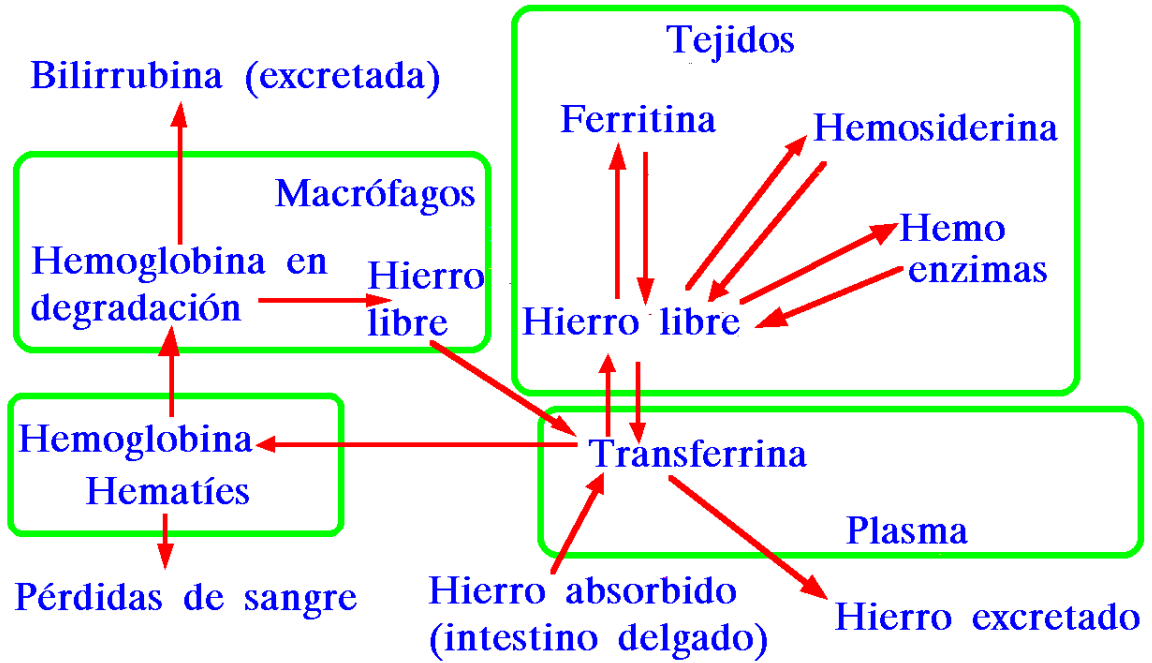 Tejidos
Bilirrubina (excretada)
Ferritina
Hemosiderina
Macrófagos
Hemo
enzimas
Hemoglobina en
degradación
Hierro
libre
Hierro libre
Hemoglobina
Hematíes
Transferrina
Plasma
Pérdidas de sangre
Hierro absorbido
(intestino delgado)
Hierro excretado